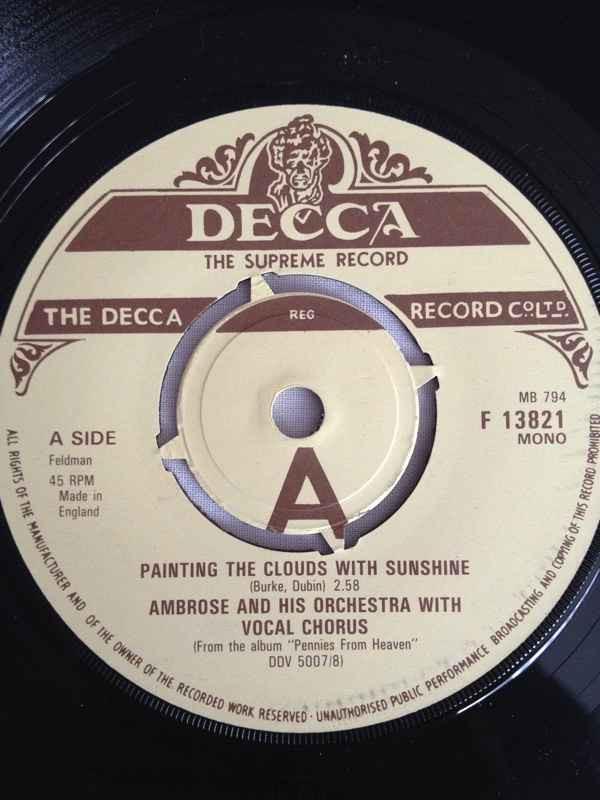 DECCA
THE SUPREME RECORD
THE DECCA REG RECORD CO. LTD.
MB 794
F 13821
MONO
A SIDE
Feldman
45 RPM
Made in
England
A
PAINTING THE CLOUDS WITH SUNSHINE
(Burke, Dubin) 2.58
AMBROSE AND HIS ORCHESTRA WITH
VOCAL CHORUS
(From the album "Pennies From Heaven"
DDV 5007/8)
ALL RIGHTS OF THE MANUFACTURER AND OF THE OWNER OF THE RECORDED WORK RESERVED · UNAUTHORISED PUBLIC PERFORMANCE BROADCASTING AND COPYING OF THIS RECORD PROHIBITED